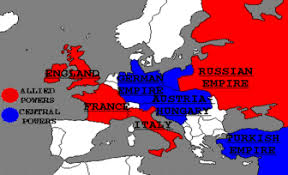 ENGLAND
GERMAN
EMPIRE
RUSSIAN
EMPIRE
ALLIED
POWERS
CENTRAL
POWERS
FRANCE
AUSTRIA
HUNGARY
ITALY
TURKISH
EMPIRE